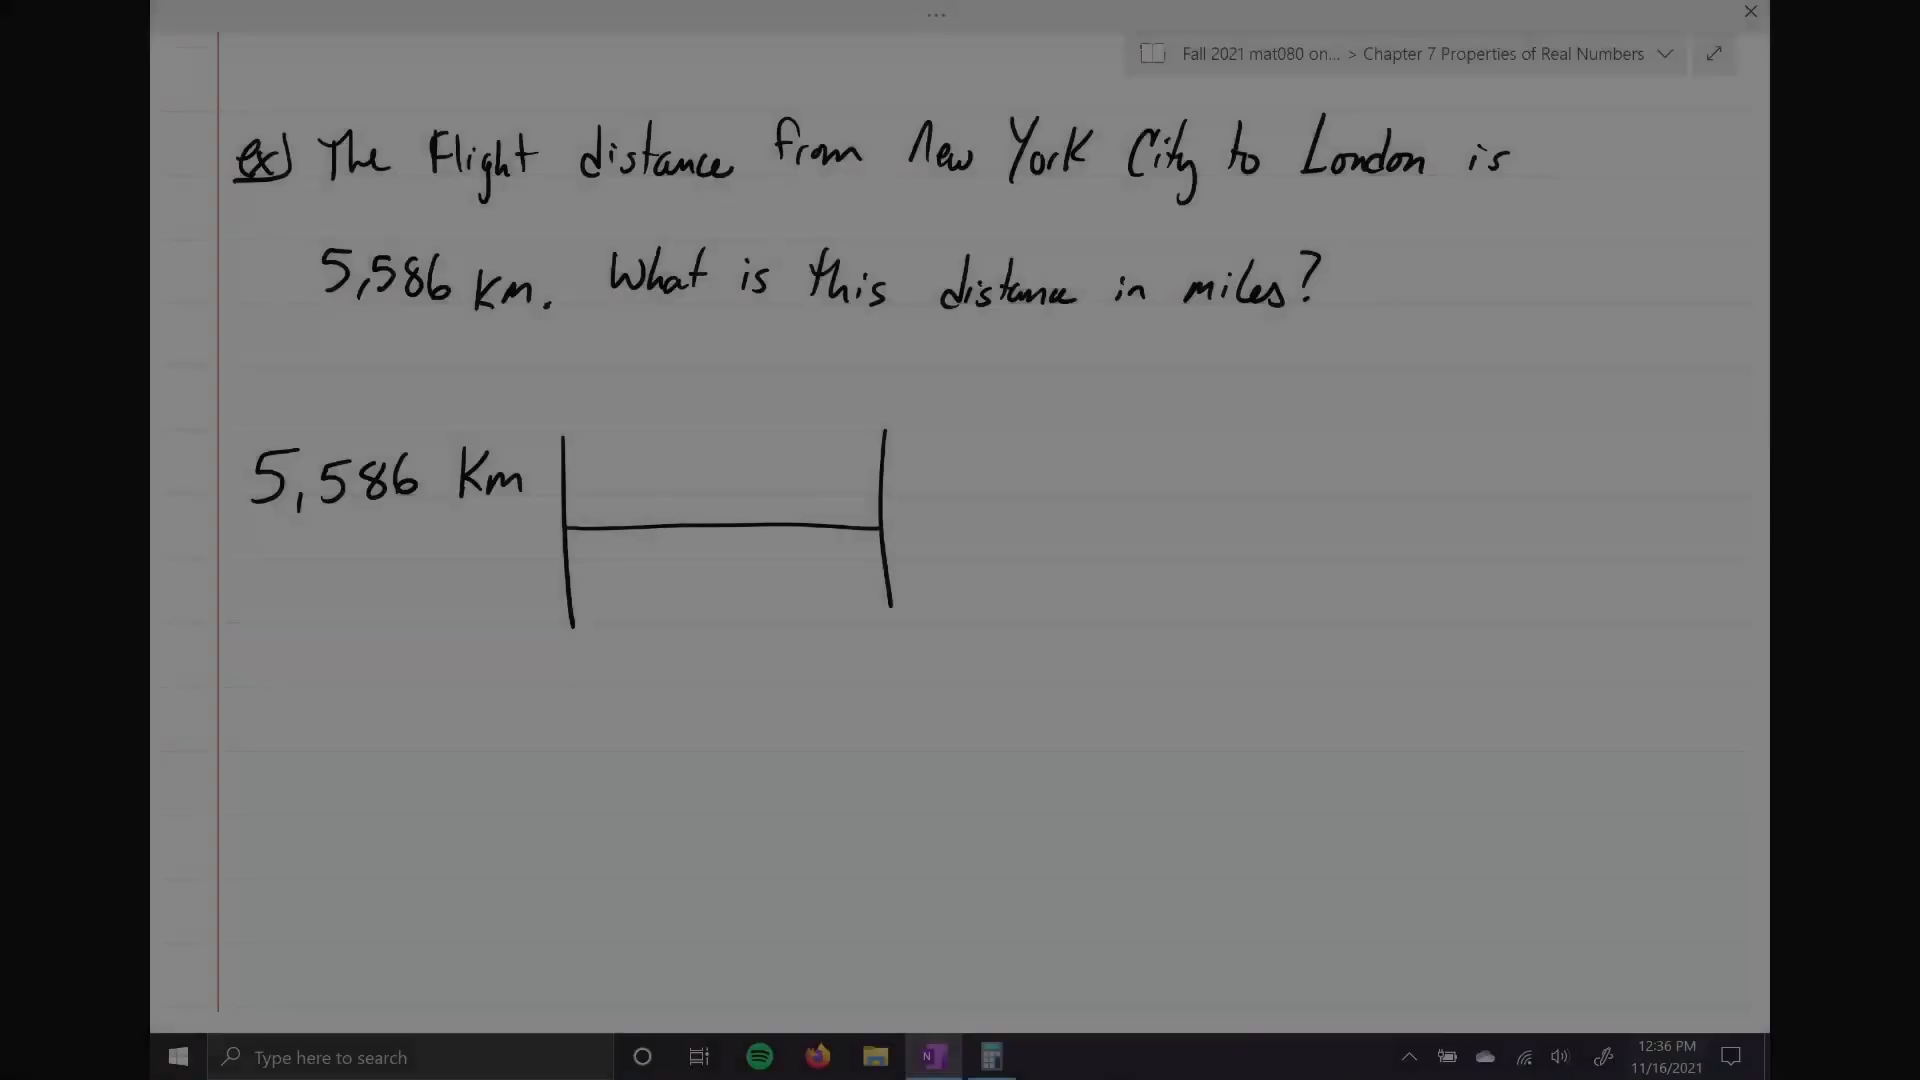 ...
Fall 2021 mat080 on... > Chapter 7 Properties of Real Numbers
ex) The Flight distance from New York City to London is
5,586 Km. What is this distance in miles?
5,586 Km
Type here to search
N
12:36 PM
11/16/2021